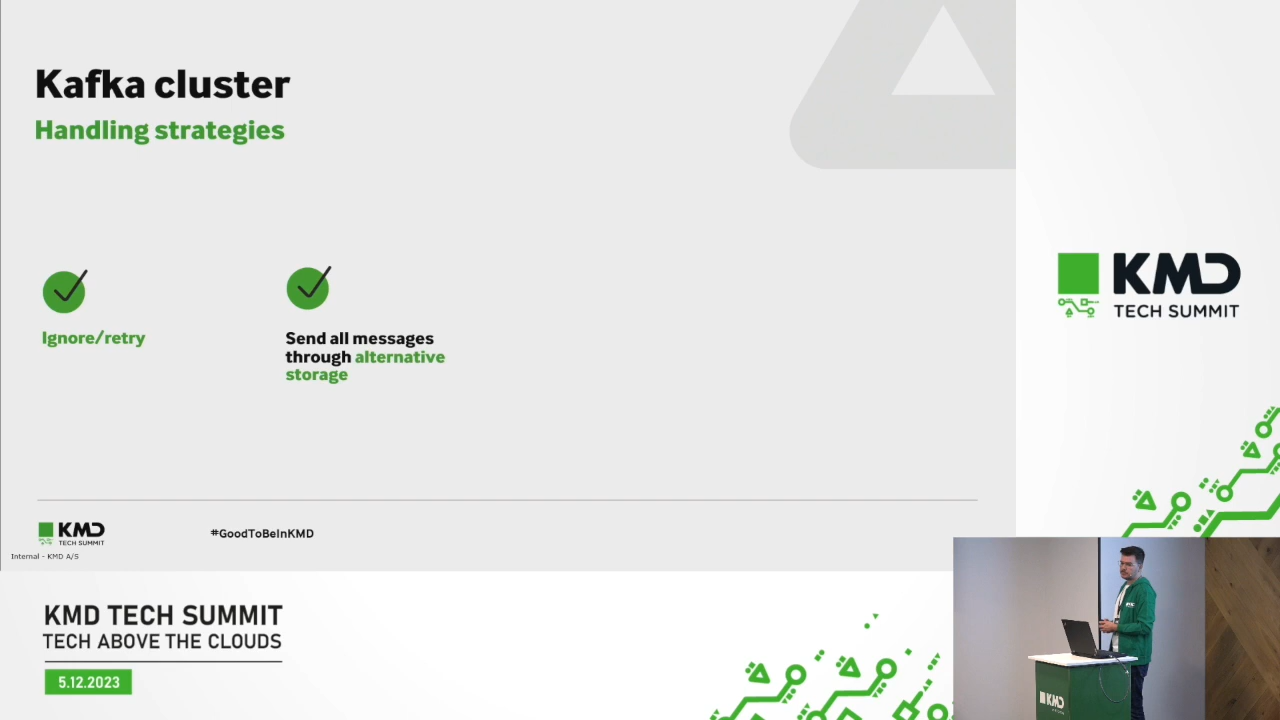 Kafka cluster
Handling strategies
Ignore/retry
Send all messages
through alternative
storage
KMD
TECH SUMMIT
#GoodToBeInKMD
Internal - KMD A/S
KMD
TECH SUMMIT
KMD TECH SUMMIT
TECH ABOVE THE CLOUDS
5.12.2023
KMD